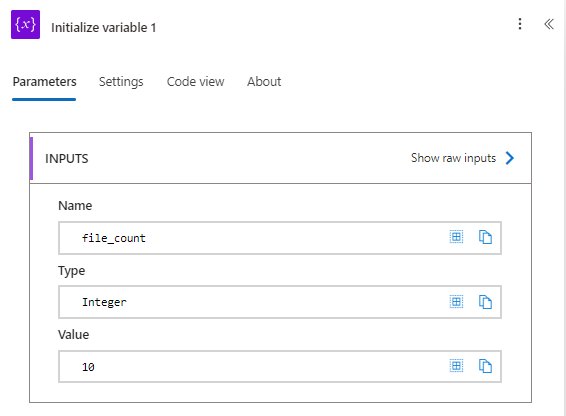 {x} Initialize variable 1
Parameters Settings Code view About
INPUTS Show raw inputs
Name
file_count
Type
Integer
Value
10